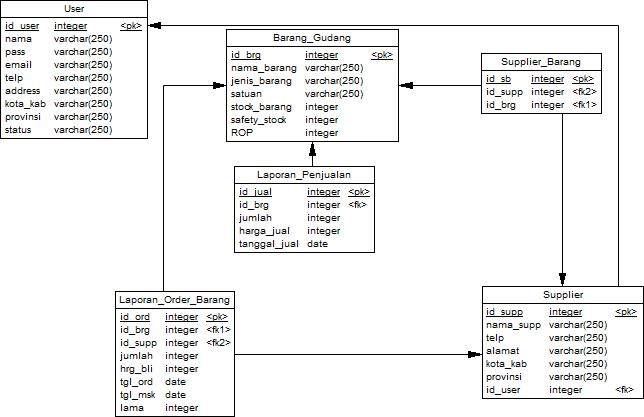 User
id_user integer <pk>
nama varchar(250)
pass varchar(250)
email varchar(250)
telp varchar(250)
address varchar(250)
kota_kab varchar(250)
provinsi varchar(250)
status varchar(250)
Barang_Gudang
id_brg integer <pk>
nama_barang varchar(250)
jenis_barang varchar(250)
satuan varchar(250)
stock_barang integer
safety_stock integer
ROP integer
Supplier_Barang
id_sb integer <pk>
id_supp integer <fk2>
id_brg integer <fk1>
Laporan_Penjualan
id_jual integer <pk>
id_brg integer <fk>
jumlah integer
harga_jual integer
tanggal_jual date
Laporan_Order_Barang
id_ord integer <pk>
id_brg integer <fk1>
id_supp integer <fk2>
jumlah integer
hrg_bli integer
tgl_ord date
tgl_msk date
lama integer
Supplier
id_supp integer <pk>
nama_supp varchar(250)
telp varchar(250)
alamat varchar(250)
kota_kab varchar(250)
provinsi varchar(250)
id_user integer <fk>